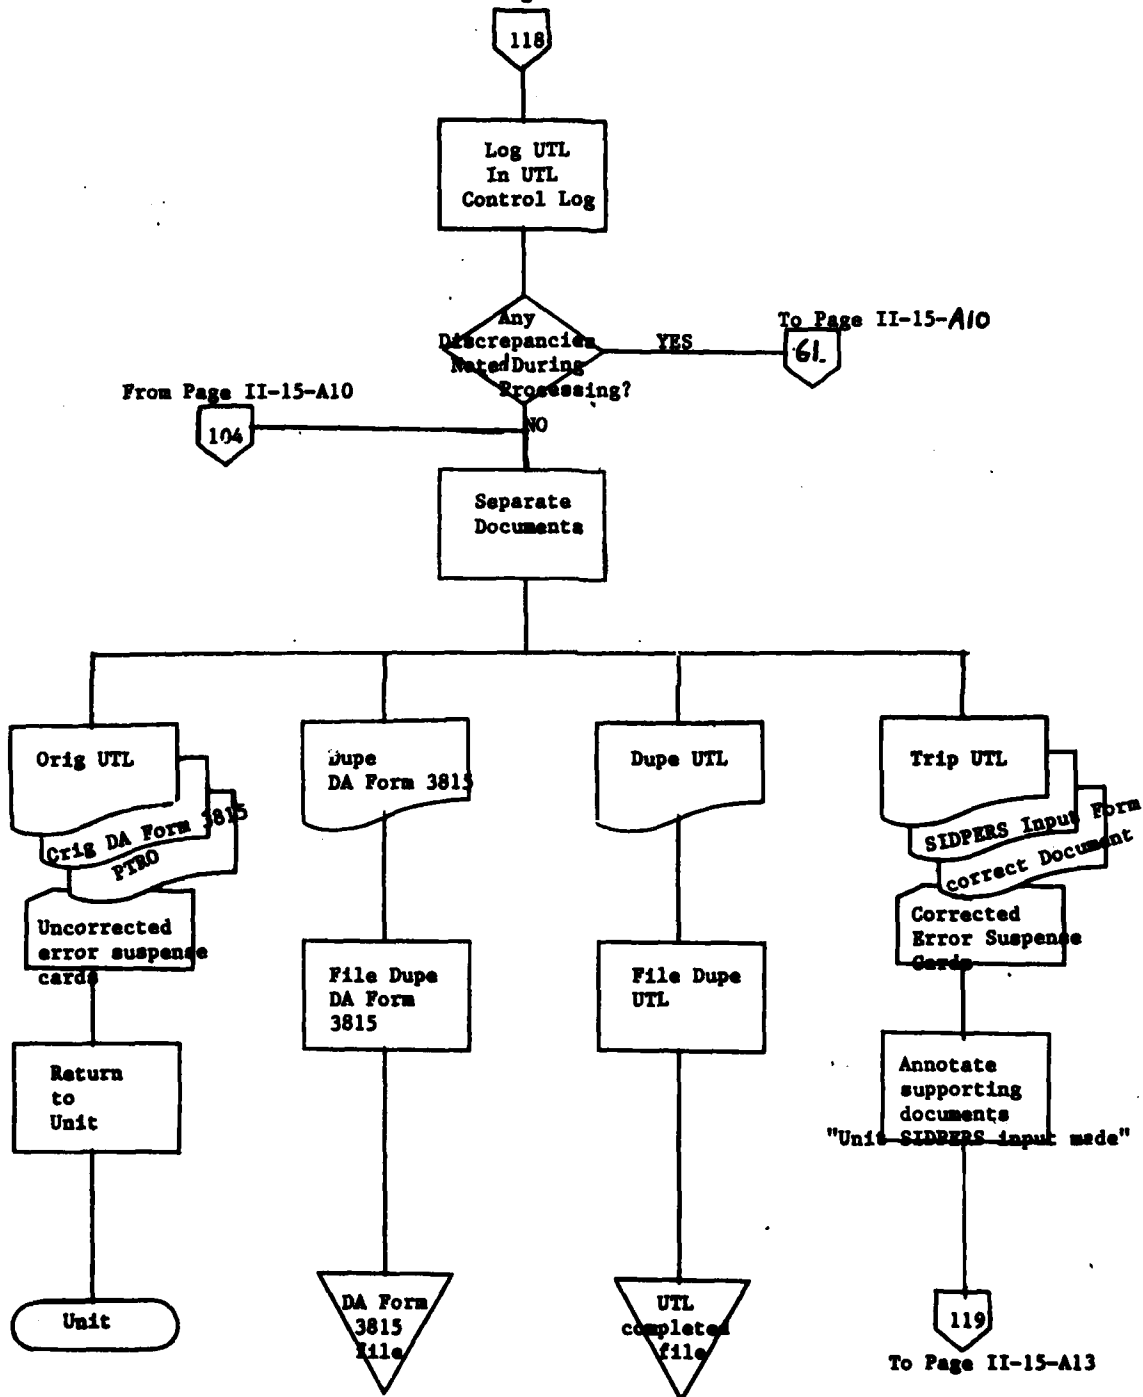 118
Log UTL
In UTL
Control Log
Any
Discrepancies
Noted During
Processing?
YES
To Page II-15-A10
61
From Page II-15-A10
104
NO
Separate
Documents
Orig UTL
Orig DA Form 3815
PTRO
Uncorrected
error suspense
cards
Return
to
Unit
Unit
Dupe
DA Form 3815
File Dupe
DA Form
3815
DA Form
3815
file
Dupe UTL
File Dupe
UTL
UTL
completed
file
Trip UTL
SIDPERS Input Form
correct Document
Corrected
Error Suspense
Cards
Annotate
supporting
documents
"Unit SIDPERS input made"
119
To Page II-15-A13